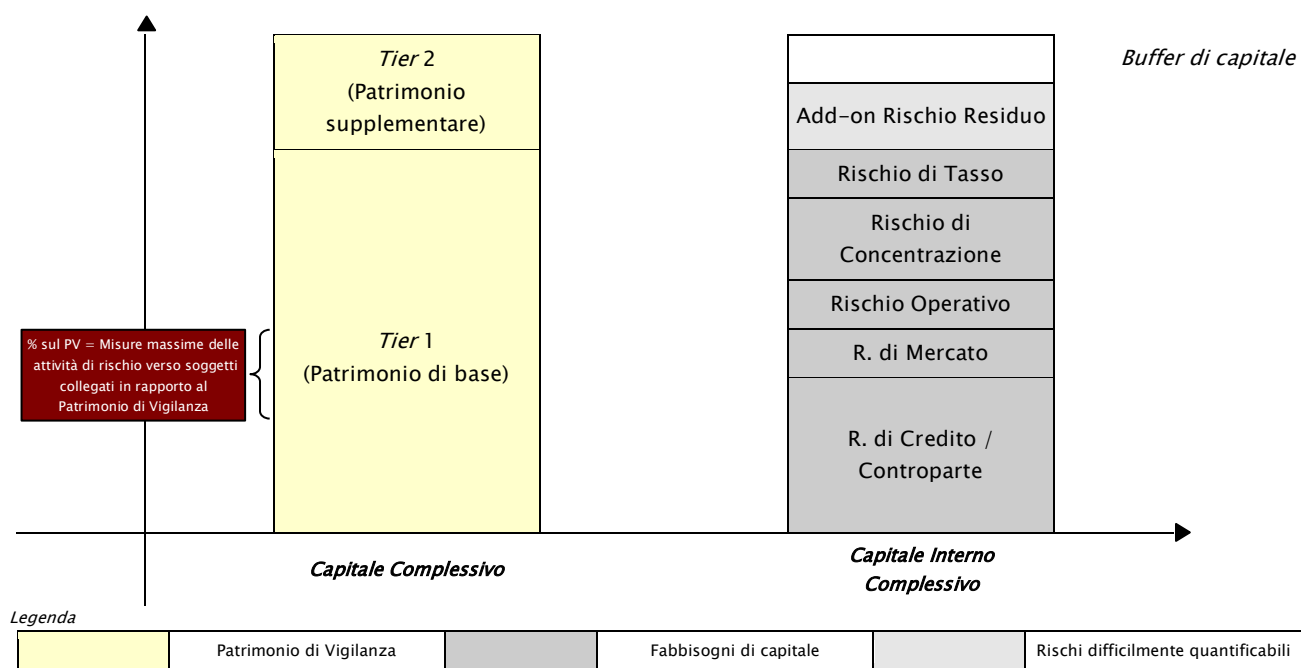 Tier 2
(Patrimonio
supplementare)
Buffer di capitale
Add-on Rischio Residuo
Rischio di Tasso
Rischio di
Concentrazione
Rischio Operativo
% sul PV = Misure massime delle
attività di rischio verso soggetti
collegati in rapporto al
Patrimonio di Vigilanza
Tier 1
(Patrimonio di base)
R. di Mercato
R. di Credito /
Controparte
Capitale Complessivo
Capitale Interno
Complessivo
Legenda
Patrimonio di Vigilanza
Fabbisogni di capitale
Rischi difficilmente quantificabili